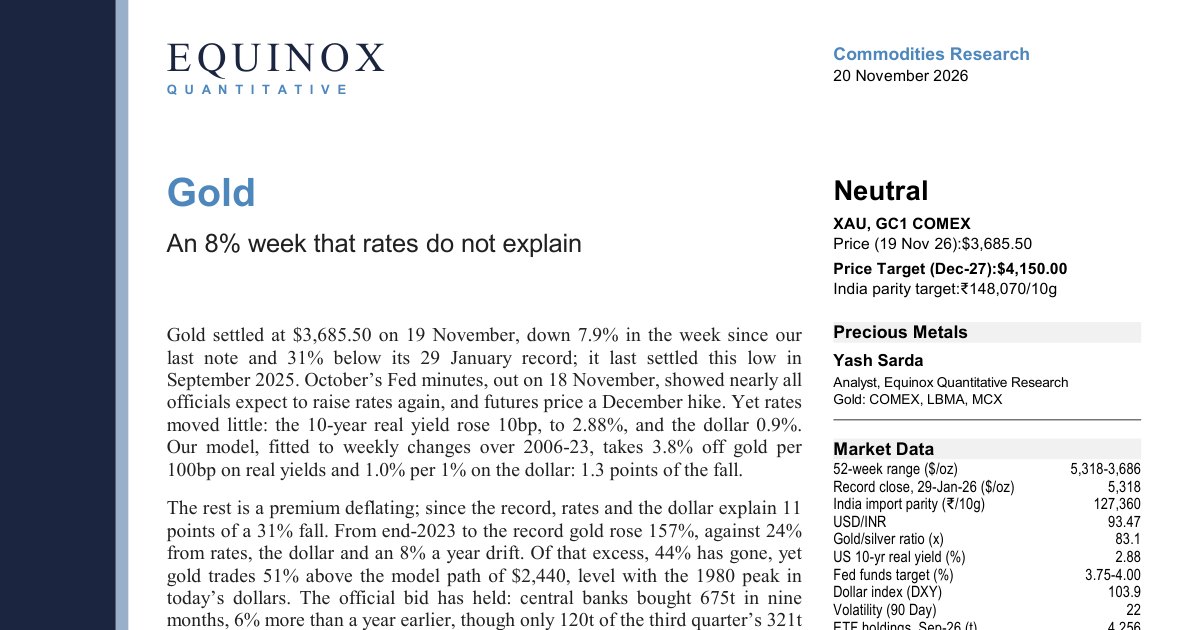 EQUINOX
QUANTITATIVE
Commodities Research
20 November 2026
Gold
An 8% week that rates do not explain
Gold settled at $3,685.50 on 19 November, down 7.9% in the week since our
last note and 31% below its 29 January record; it last settled this low in
September 2025. October's Fed minutes, out on 18 November, showed nearly all
officials expect to raise rates again, and futures price a December hike. Yet rates
moved little: the 10-year real yield rose 10bp, to 2.88%, and the dollar 0.9%.
Our model, fitted to weekly changes over 2006-23, takes 3.8% off gold per
100bp on real yields and 1.0% per 1% on the dollar: 1.3 points of the fall.
The rest is a premium deflating; since the record, rates and the dollar explain 11
points of a 31% fall. From end-2023 to the record gold rose 157%, against 24%
from rates, the dollar and an 8% a year drift. Of that excess, 44% has gone, yet
gold trades 51% above the model path of $2,440, level with the 1980 peak in
today's dollars. The official bid has held: central banks bought 675t in nine
months, 6% more than a year earlier, though only 120t of the third quarter's 321t
Neutral
XAU, GC1 COMEX
Price (19 Nov 26):$3,685.50
Price Target (Dec-27):$4,150.00
India parity target:₹148,070/10g
Precious Metals
Yash Sarda
Analyst, Equinox Quantitative Research
Gold: COMEX, LBMA, MCX
Market Data
52-week range ($/oz) 5,318-3,686
Record close, 29-Jan-26 ($/oz) 5,318
India import parity (₹/10g) 127,360
USD/INR 93.47
Gold/silver ratio (x) 83.1
US 10-yr real yield (%) 2.88
Fed funds target (%) 3.75-4.00
Dollar index (DXY) 103.9
Volatility (90 Day) 22
ETF holdings, Sep-26 (t) 4,256